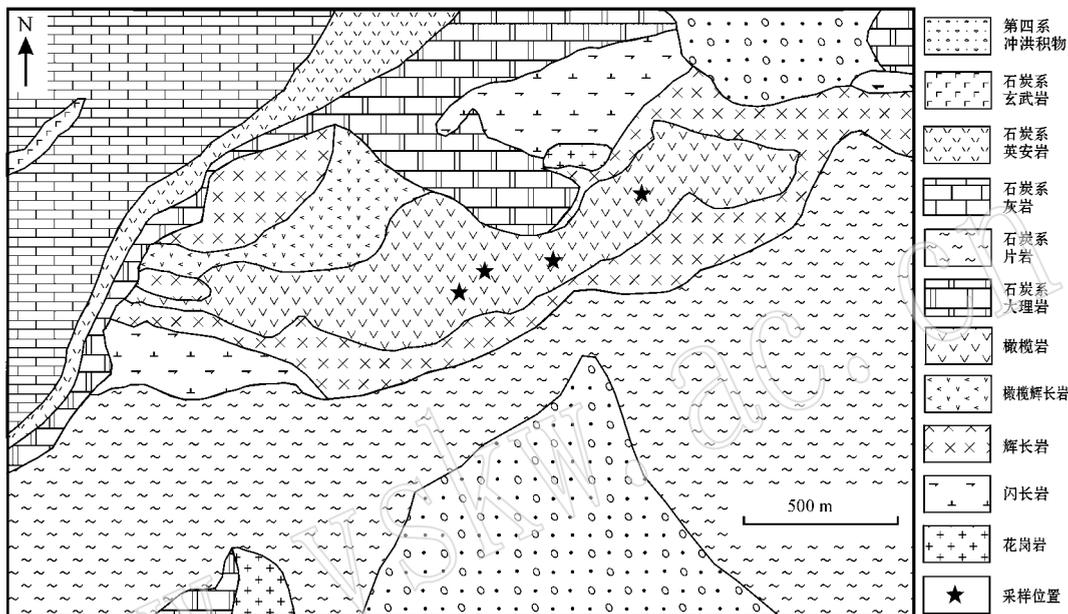 N
第四系
冲洪积物
石炭系
玄武岩
石炭系
英安岩
石炭系
灰岩
石炭系
片岩
石炭系
大理岩
橄榄岩
橄榄辉长岩
辉长岩
闪长岩
花岗岩
采样位置
500 m
vskw.ac.cn